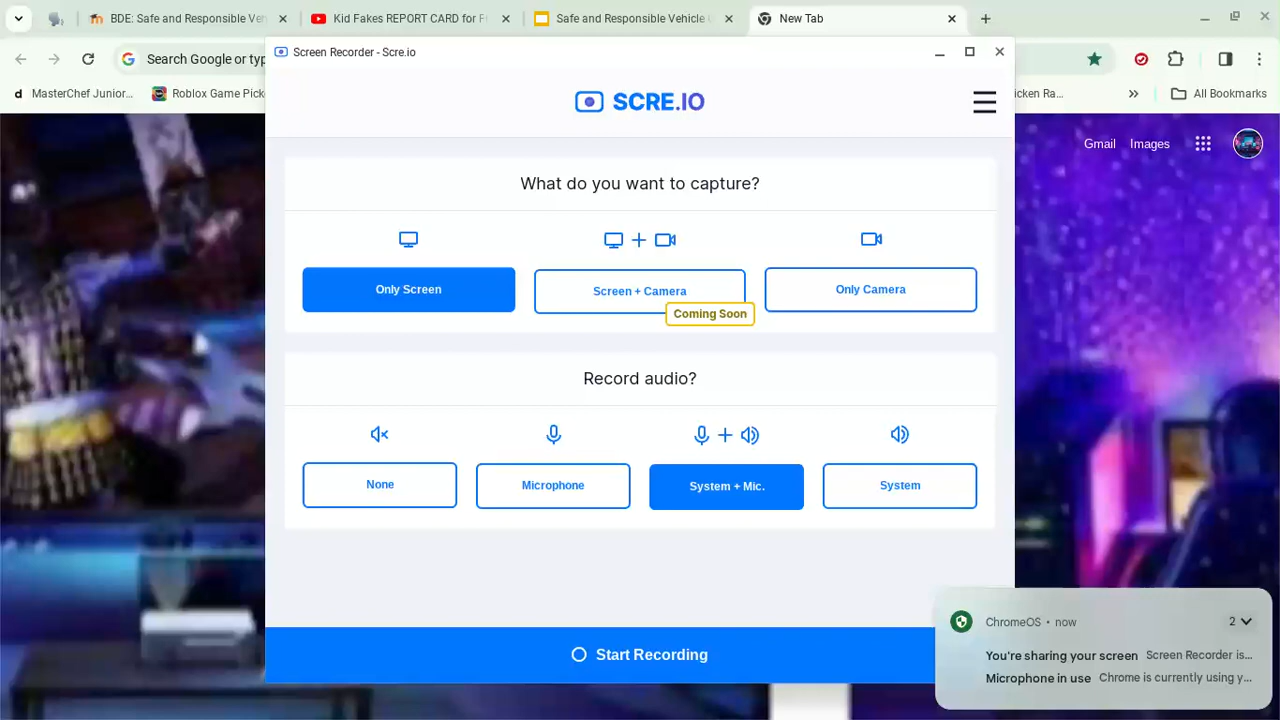 BDE: Safe and Responsible Veh
Kid Fakes REPORT CARD for F
Safe and Responsible Vehicle
New Tab
Screen Recorder - Scre.io
Search Google or typ
MasterChef Junior...
Roblox Game Pick
icken Ra...
All Bookmarks
SCRE.IO
Gmail
Images
What do you want to capture?
Only Screen
Screen + Camera
Only Camera
Coming Soon
Record audio?
None
Microphone
System + Mic.
System
ChromeOS • now
2
You're sharing your screen Screen Recorder is...
Microphone in use Chrome is currently using y...
Start Recording